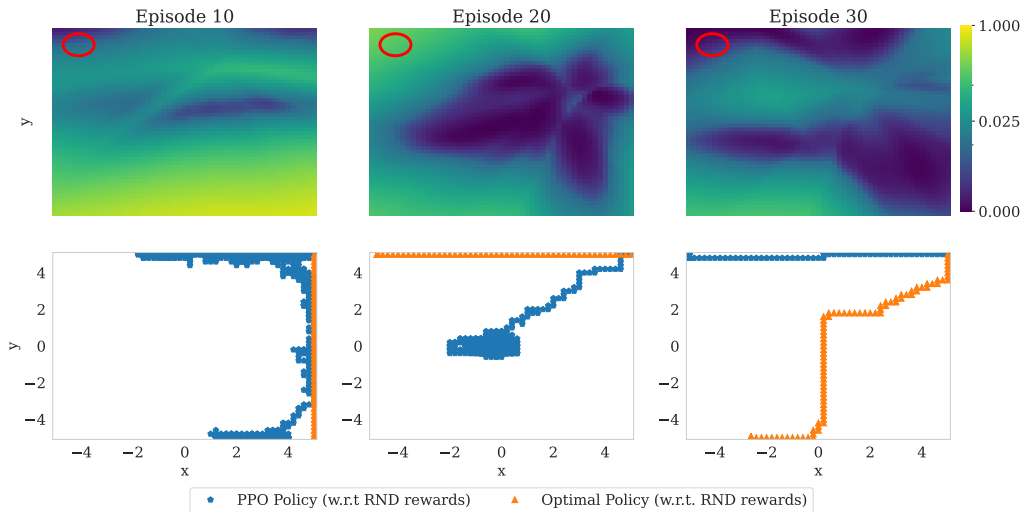 Episode 10 Episode 20 Episode 30
y
1.000
0.025
0.000
y
4
2
0
−2
−4
−4 −2 0 2 4
x
4
2
0
−2
−4
−4 −2 0 2 4
x
4
2
0
−2
−4
−4 −2 0 2 4
x
PPO Policy (w.r.t RND rewards) Optimal Policy (w.r.t. RND rewards)